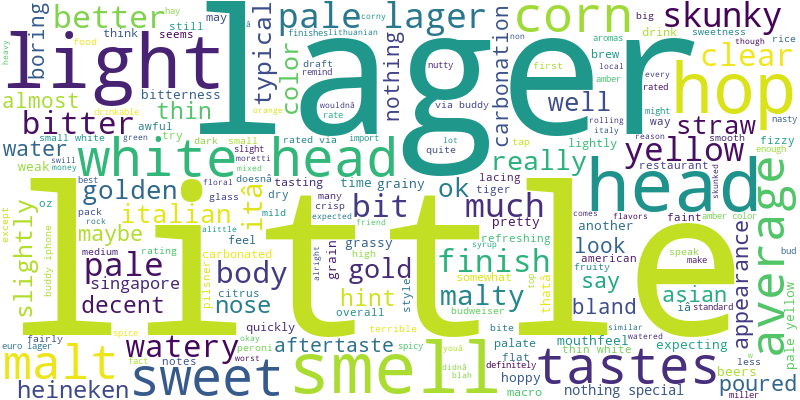 heavy
boring
better
hay
still
food
think
seems
may
corny
finishes
lithuanian
pale lager
draft
remind
typical
color
nothing
carbonation
non
aromas
amber
corn
big
drink
brew
local
skunky
sweetness
though
rice
every
rated
clear
light
lager
hop
almost
malty
bitterness
bitter
thin
drinkable
orange
awful
try
water
weak
small white
green
swill
money
wouldnâ
rate
nutty
first
via buddy
quite
lot
tap
well
rolling
italy
reason
smooth
might
way
nasty
straw
fizzy
enough
yellow
restaurant
skunked
lightly
import
rated via
dark
small
slight
moretti
mixed
doesnâ
white head
really
head
average
best
golden
floral
glass
tasting
many
crisp
expected
time
grainy
ok
tiger
lacing
pretty
much
bit
dry
mild
friend
alittle
itâ
oz
pack
rock
italian
maybe
medium
rating
slightly
except
buddy iphone
pale
singapore
decent
feel
carbonated
pilsner
citrus
body
nose
gold
hint
grain
high
grassy
syrup
style
overall
refreshing
somewhat
top
thatâ
finish
another
look
american
fruity
say
bland
comes
flavors
faint
amber color
speak
make
bud
asian
iâ
standard
appearance
pale yellow
little
malt
heineken
watery
euro lager
fairly
spice
fact
notes
quickly
okay
peroni
worst
sweet
aftertaste
alright
terrible
spicy
smell
budweiser
youâ
didnâ
blah
bite
palate
flat
definitely
hoppy
macro
mouthfeel
thin white
tastes
nothing special
similar
watered
expecting
w
less
beers
miller
poured